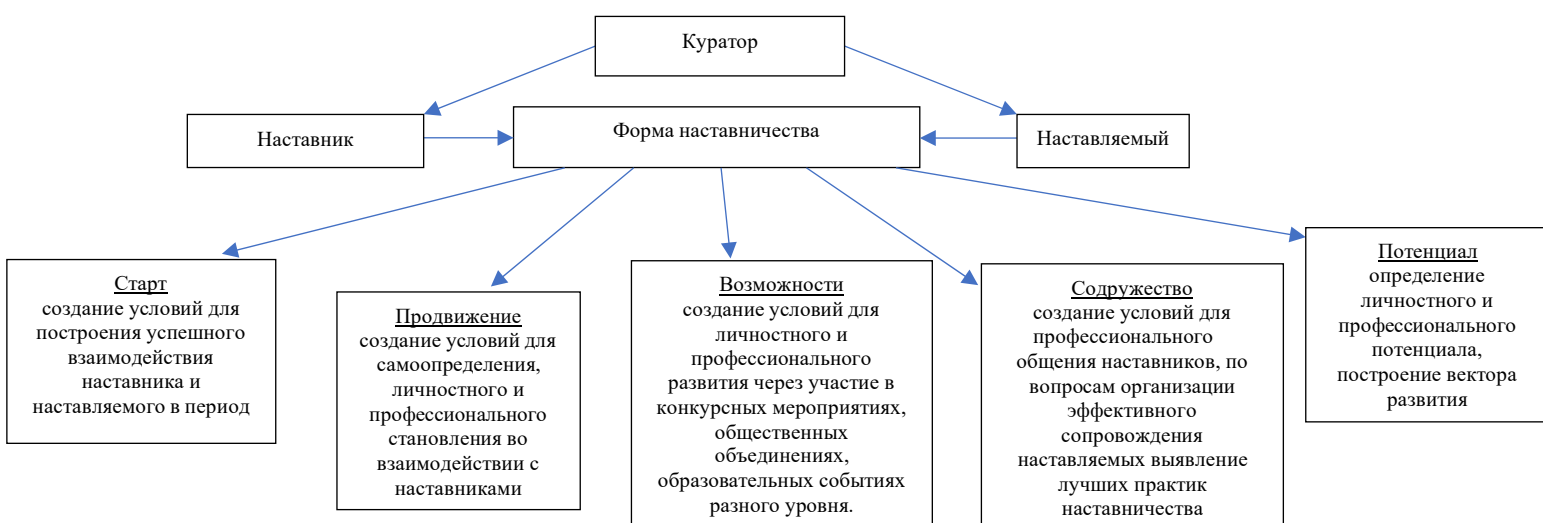 Куратор
Наставник
Форма наставничества
Наставляемый
Старт
создание условий для
построения успешного
взаимодействия
наставника и
наставляемого в период
Продвижение
создание условий для
самоопределения,
личностного и
профессионального
становления во
взаимодействии с
наставниками
Возможности
создание условий для
личностного и
профессионального
развития через участие в
конкурсных мероприятиях,
общественных
объединениях,
образовательных событиях
разного уровня.
Содружество
создание условий для
профессионального
общения наставников, по
вопросам организации
эффективного
сопровождения
наставляемых выявление
лучших практик
наставничества
Потенциал
определение
личностного и
профессионального
потенциала,
построение вектора
развития